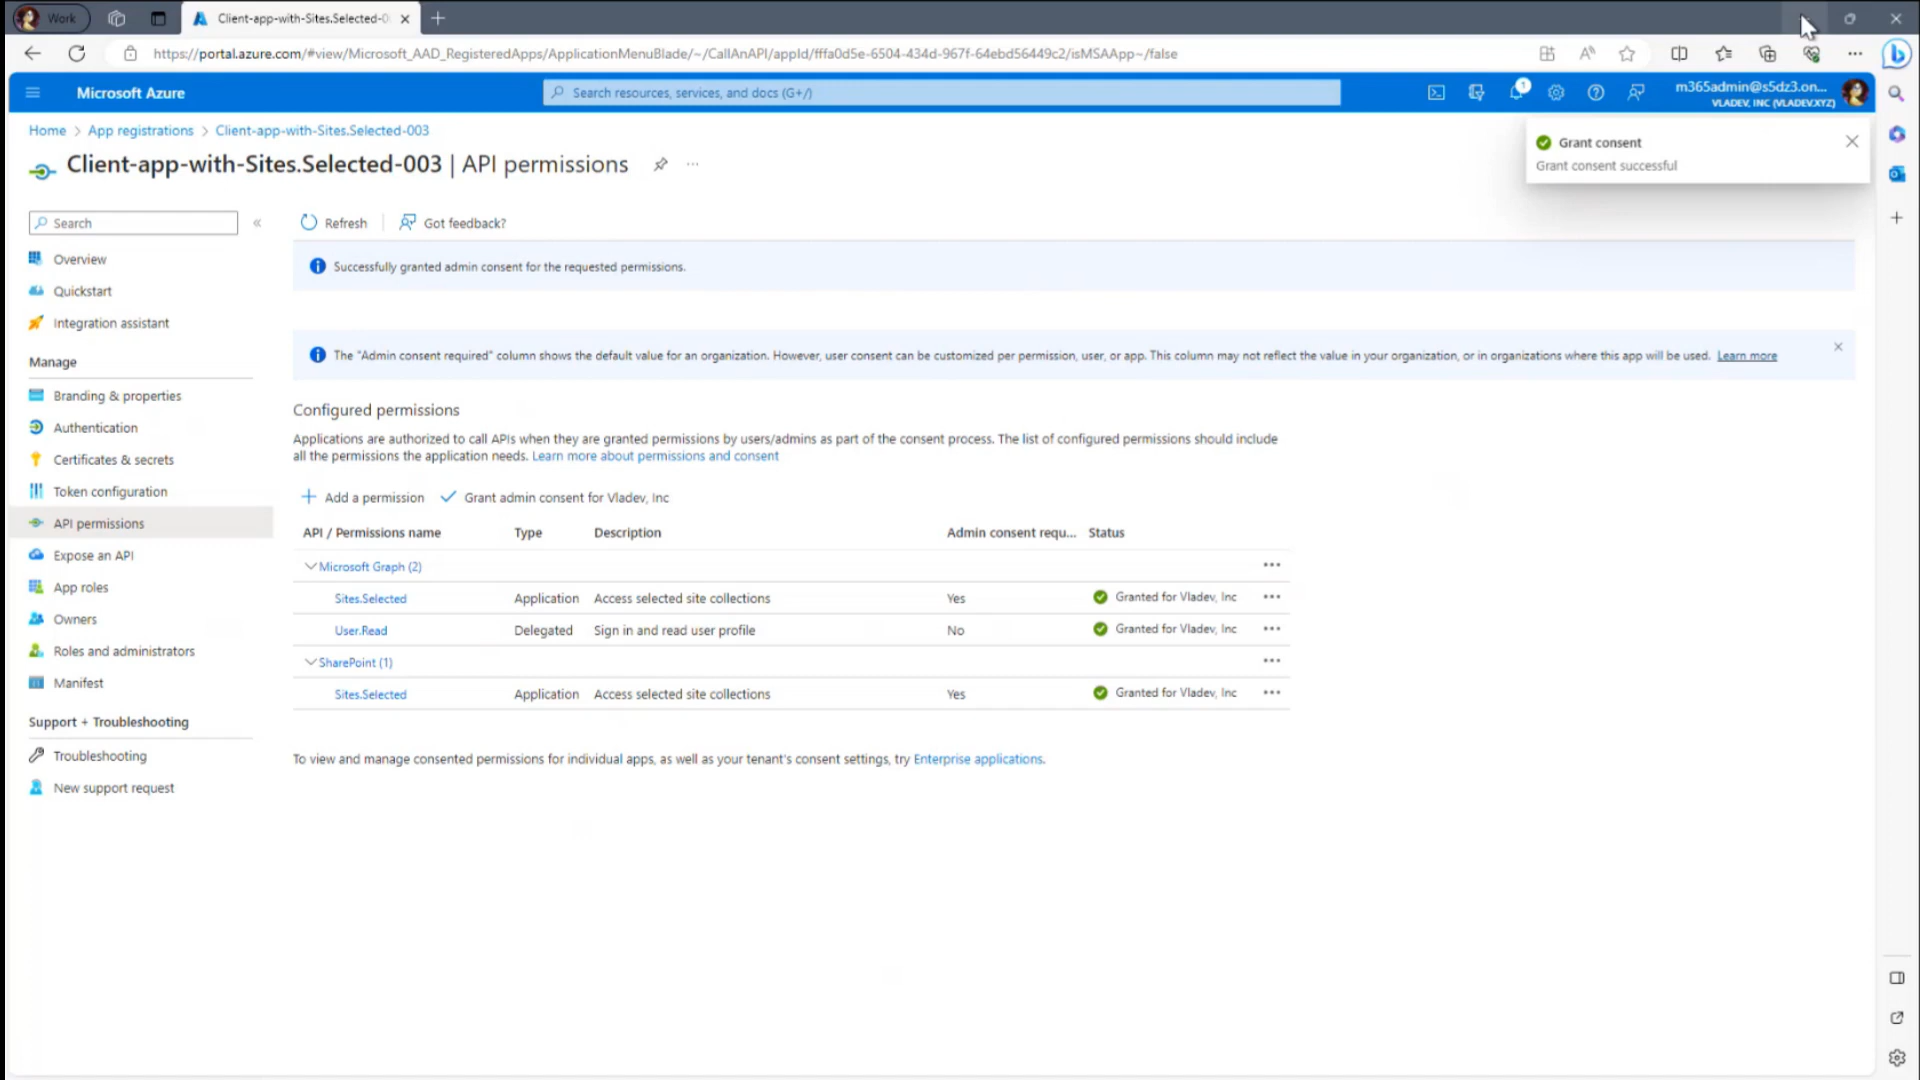 Work
Client-app-with-Sites.Selected-0
https://portal.azure.com/#view/Microsoft_AAD_RegisteredApps/ApplicationMenuBlade/~/CallAnAPI/appId/fffa0d5e-6504-434d-967f-64ebd56449c2/isMSAApp~/false
Microsoft Azure
Search resources, services, and docs (G+/)
1
m365admin@s5dz3.on...
VLADEV, INC (VLADEV.XYZ)
Home > App registrations > Client-app-with-Sites.Selected-003
Client-app-with-Sites.Selected-003 | API permissions
Grant consent
Grant consent successful
Search
Refresh
Got feedback?
Overview
Quickstart
Integration assistant
Manage
Branding & properties
Authentication
Certificates & secrets
Token configuration
API permissions
Expose an API
App roles
Owners
Roles and administrators
Manifest
Support + Troubleshooting
Troubleshooting
New support request
Successfully granted admin consent for the requested permissions.
The "Admin consent required" column shows the default value for an organization. However, user consent can be customized per permission, user, or app. This column may not reflect the value in your organization, or in organizations where this app will be used. Learn more
Configured permissions
Applications are authorized to call APIs when they are granted permissions by users/admins as part of the consent process. The list of configured permissions should include
all the permissions the application needs. Learn more about permissions and consent
Add a permission
Grant admin consent for Vladev, Inc
API / Permissions name Type Description Admin consent requ... Status
Microsoft Graph (2)
Sites.Selected Application Access selected site collections Yes Granted for Vladev, Inc
User.Read Delegated Sign in and read user profile No Granted for Vladev, Inc
SharePoint (1)
Sites.Selected Application Access selected site collections Yes Granted for Vladev, Inc
To view and manage consented permissions for individual apps, as well as your tenant's consent settings, try Enterprise applications.